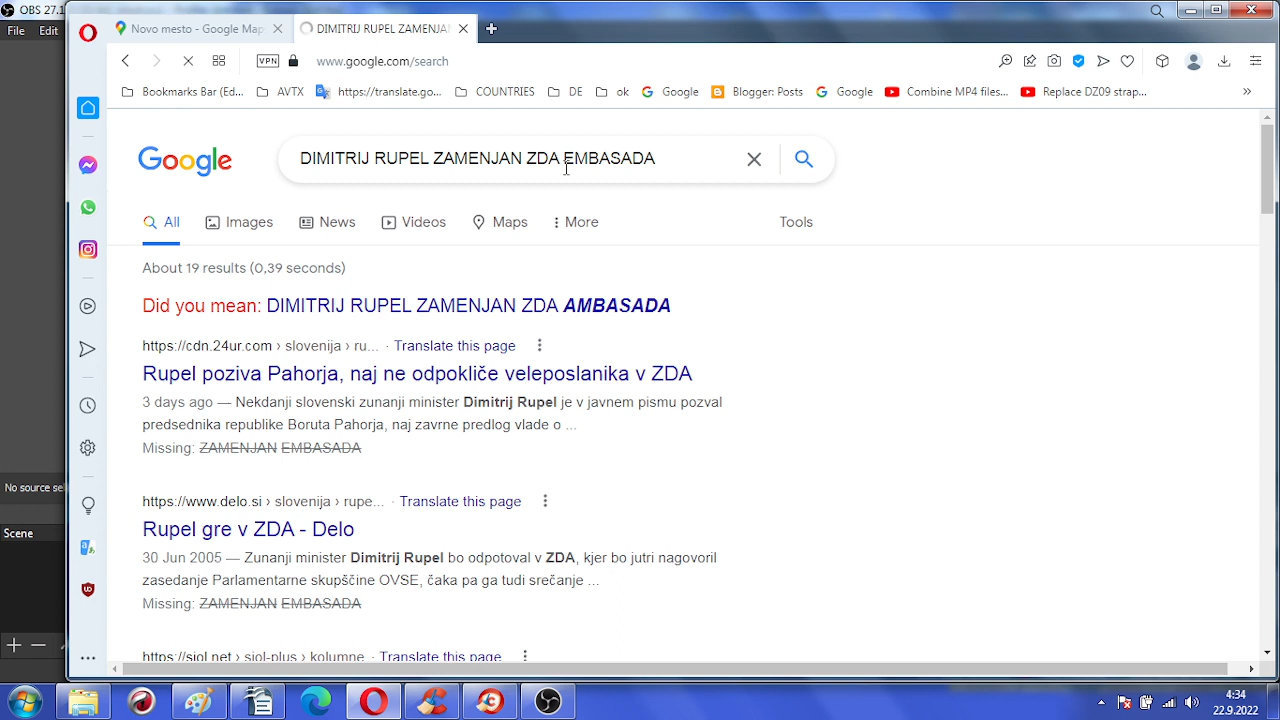 OBS 27.1
File Edit
Novo mesto - Google Map
DIMITRIJ RUPEL ZAMENJA
VPN
www.google.com/search
Bookmarks Bar (Ed...
AVTX
https://translate.go...
COUNTRIES
DE
ok
Google
Blogger: Posts
Google
Combine MP4 files...
Replace DZ09 strap...
»
Google
DIMITRIJ RUPEL ZAMENJAN ZDA EMBASADA
All
Images
News
Videos
Maps
More
Tools
About 19 results (0,39 seconds)
Did you mean: DIMITRIJ RUPEL ZAMENJAN ZDA AMBASADA
https://cdn.24ur.com › slovenija › ru... · Translate this page
Rupel poziva Pahorja, naj ne odpokliče veleposlanika v ZDA
3 days ago — Nekdanji slovenski zunanji minister Dimitrij Rupel je v javnem pismu pozval
predsednika republike Boruta Pahorja, naj zavrne predlog vlade o ...
Missing: ZAMENJAN EMBASADA
https://www.delo.si › slovenija › rupe... · Translate this page
Rupel gre v ZDA - Delo
30 Jun 2005 — Zunanji minister Dimitrij Rupel bo odpotoval v ZDA, kjer bo jutri nagovoril
zasedanje Parlamentarne skupščine OVSE, čaka pa ga tudi srečanje ...
Missing: ZAMENJAN EMBASADA
https://siol.net › siol-plus › kolumne · Translate this page
No source sel
Scene
4:34
22.9.2022